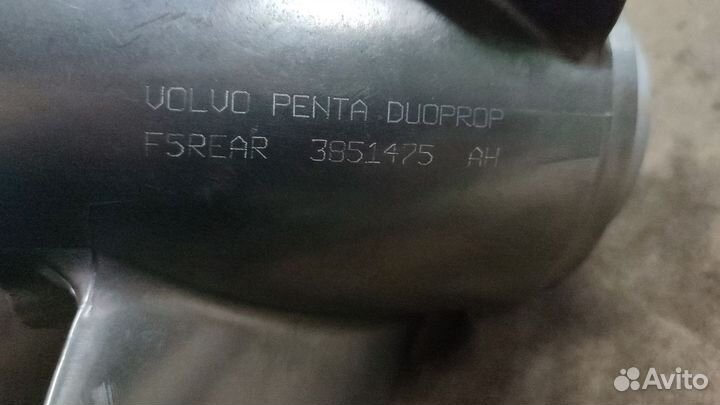 VOLVO PENTA DUOPROP
F5REAR 3851475 AH
Avito